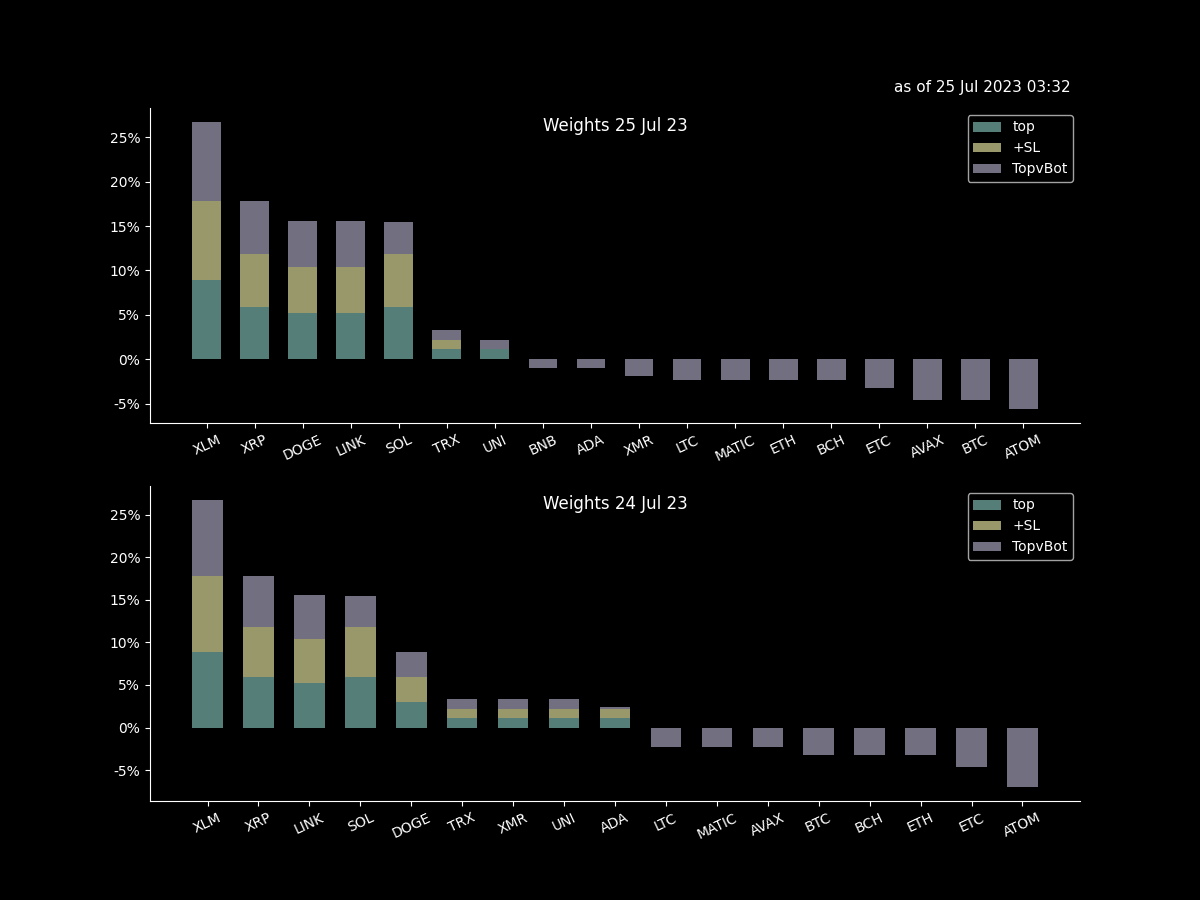 as of 25 Jul 2023 03:32
Weights 25 Jul 23
top
+SL
TopvBot
25%
20%
15%
10%
5%
0%
-5%
XLM XRP DOGE LINK SOL TRX UNI BNB ADA XMR LTC MATIC ETH BCH ETC AVAX BTC ATOM
Weights 24 Jul 23
top
+SL
TopvBot
25%
20%
15%
10%
5%
0%
-5%
XLM XRP LINK SOL DOGE TRX XMR UNI ADA LTC MATIC AVAX BTC BCH ETH ETC ATOM